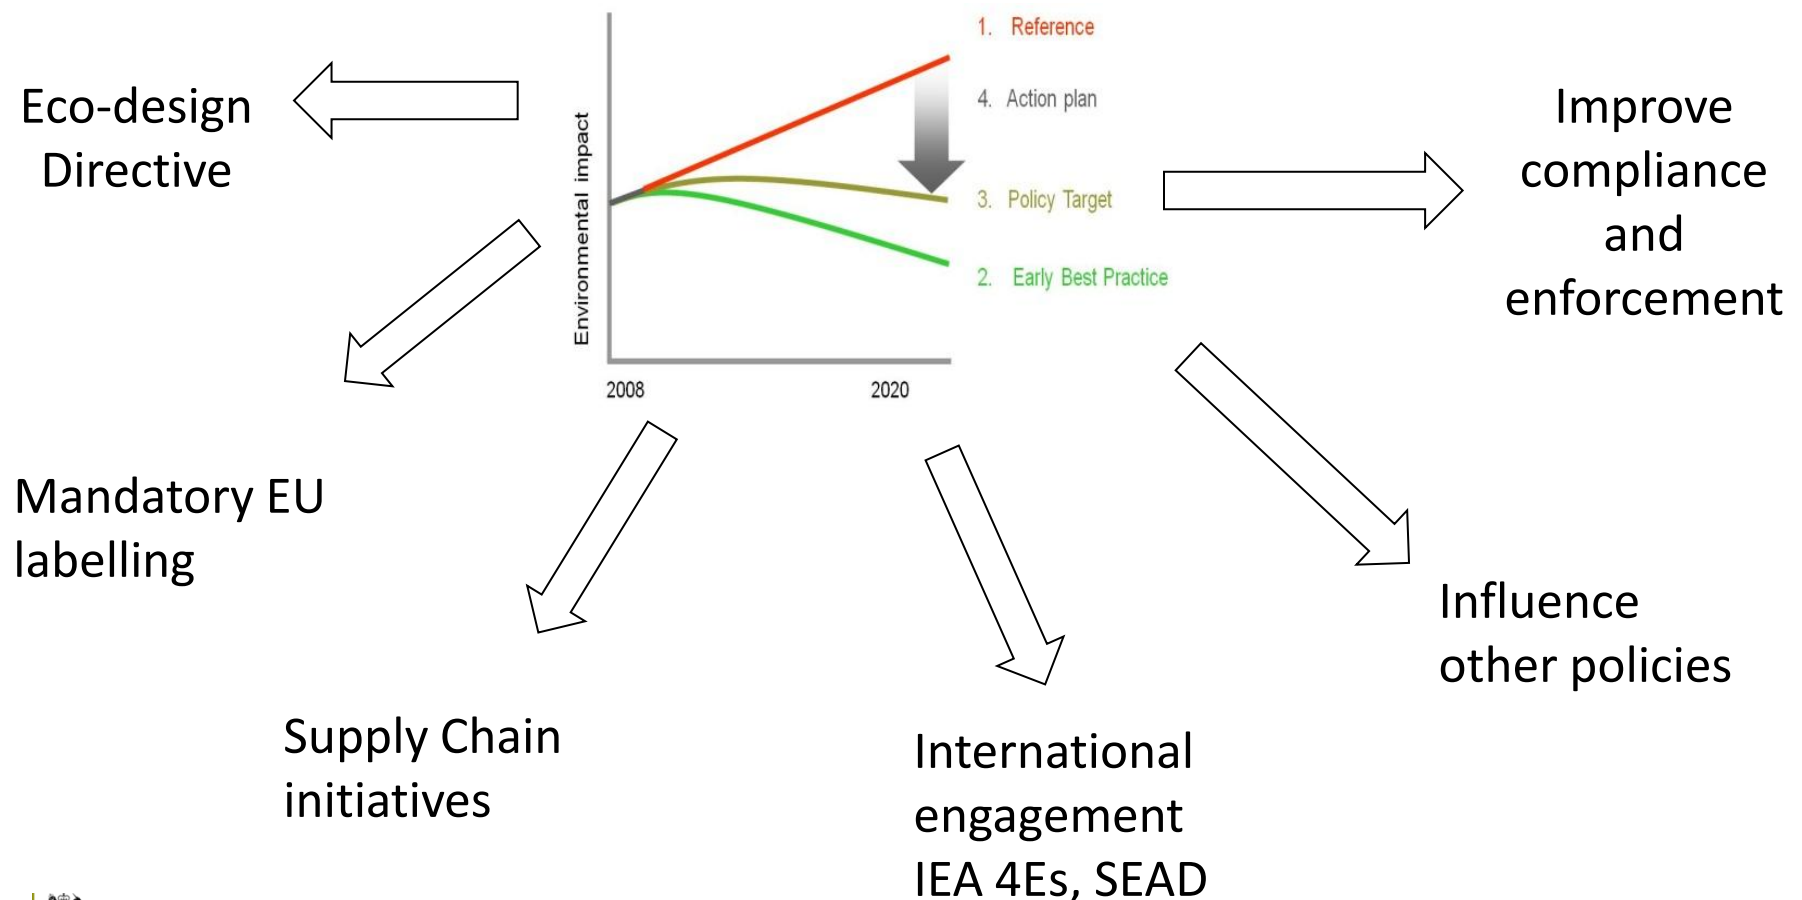 1. Reference
4. Action plan
3. Policy Target
2. Early Best Practice
Environmental impact
2008
2020
Eco-design
Directive
Improve
compliance
and
enforcement
Mandatory EU
labelling
Influence
other policies
Supply Chain
initiatives
International
engagement
IEA 4Es, SEAD